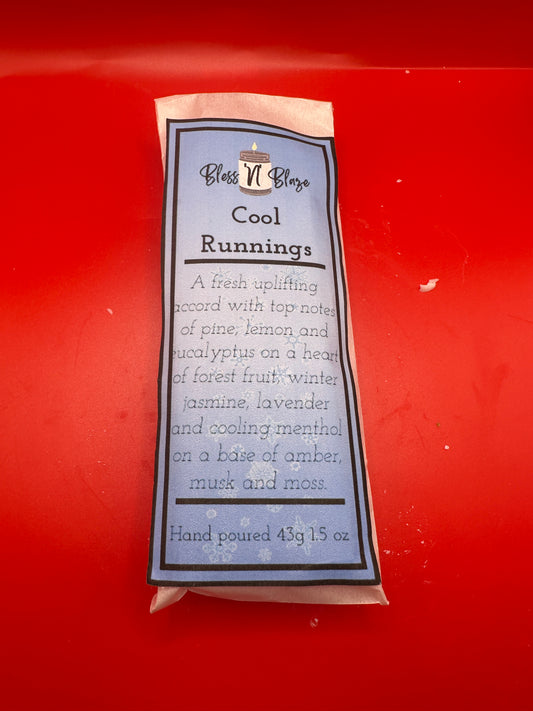 Bless N Blaze
Cool
Runnings
A fresh uplifting
accord with top notes
of pine, lemon and
eucalyptus on a heart
of forest fruit, winter
jasmine, lavender
and cooling menthol
on a base of amber,
musk and moss.
Hand poured 43g 1.5 oz